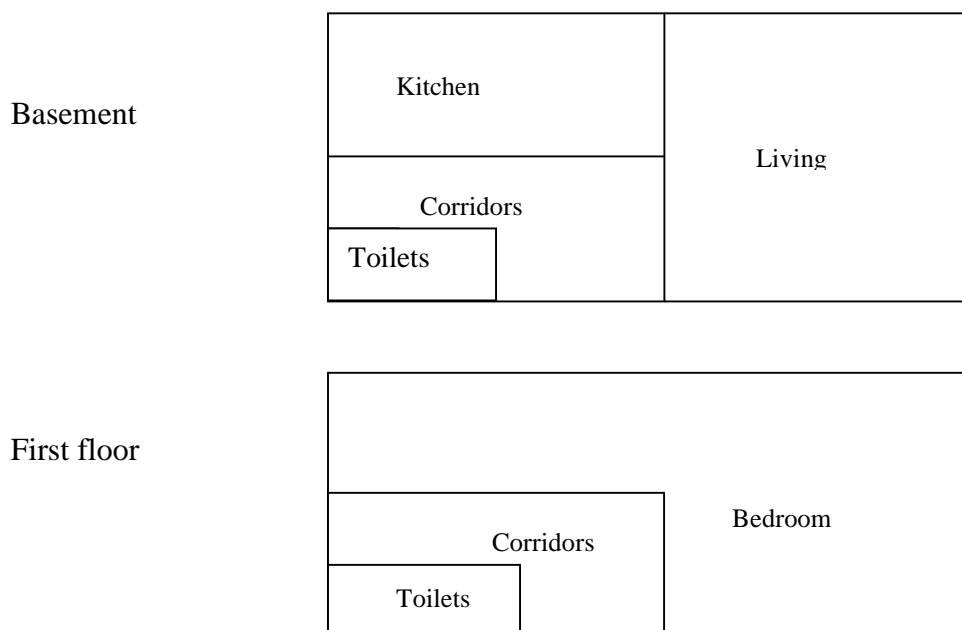 Kitchen
Basement
Living
Corridors
Toilets
First floor
Bedroom
Corridors
Toilets